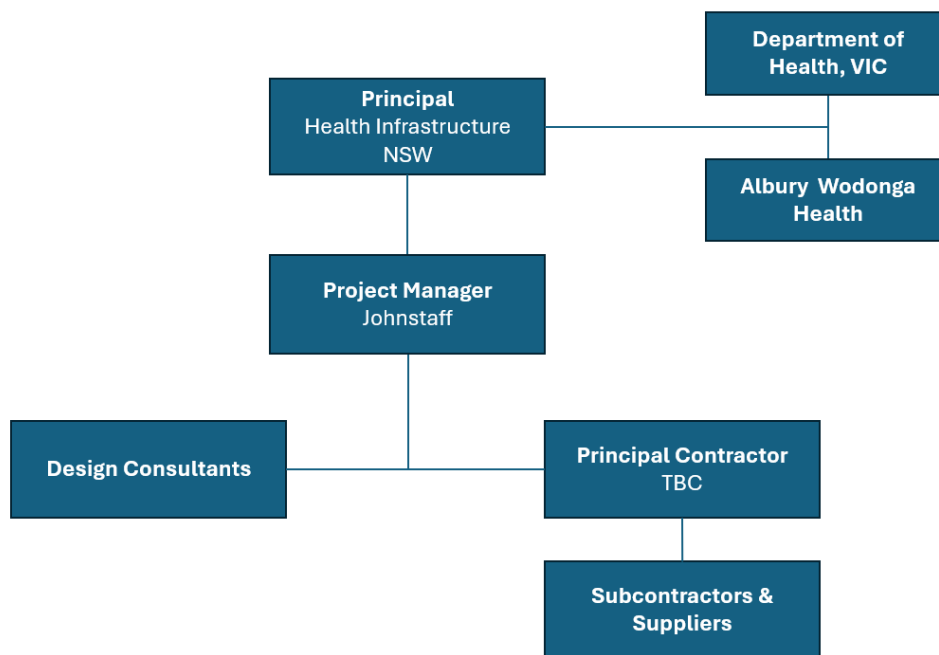 Department of
Health, VIC
Principal
Health Infrastructure
NSW
Albury  Wodonga
Health
Project Manager
Johnstaff
Design Consultants
Principal Contractor
TBC
Subcontractors &
Suppliers